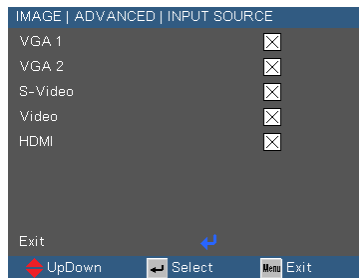 IMAGE | ADVANCED | INPUT SOURCE
VGA 1
VGA 2
S-Video
Video
HDMI
Exit
UpDown Select Menu Exit